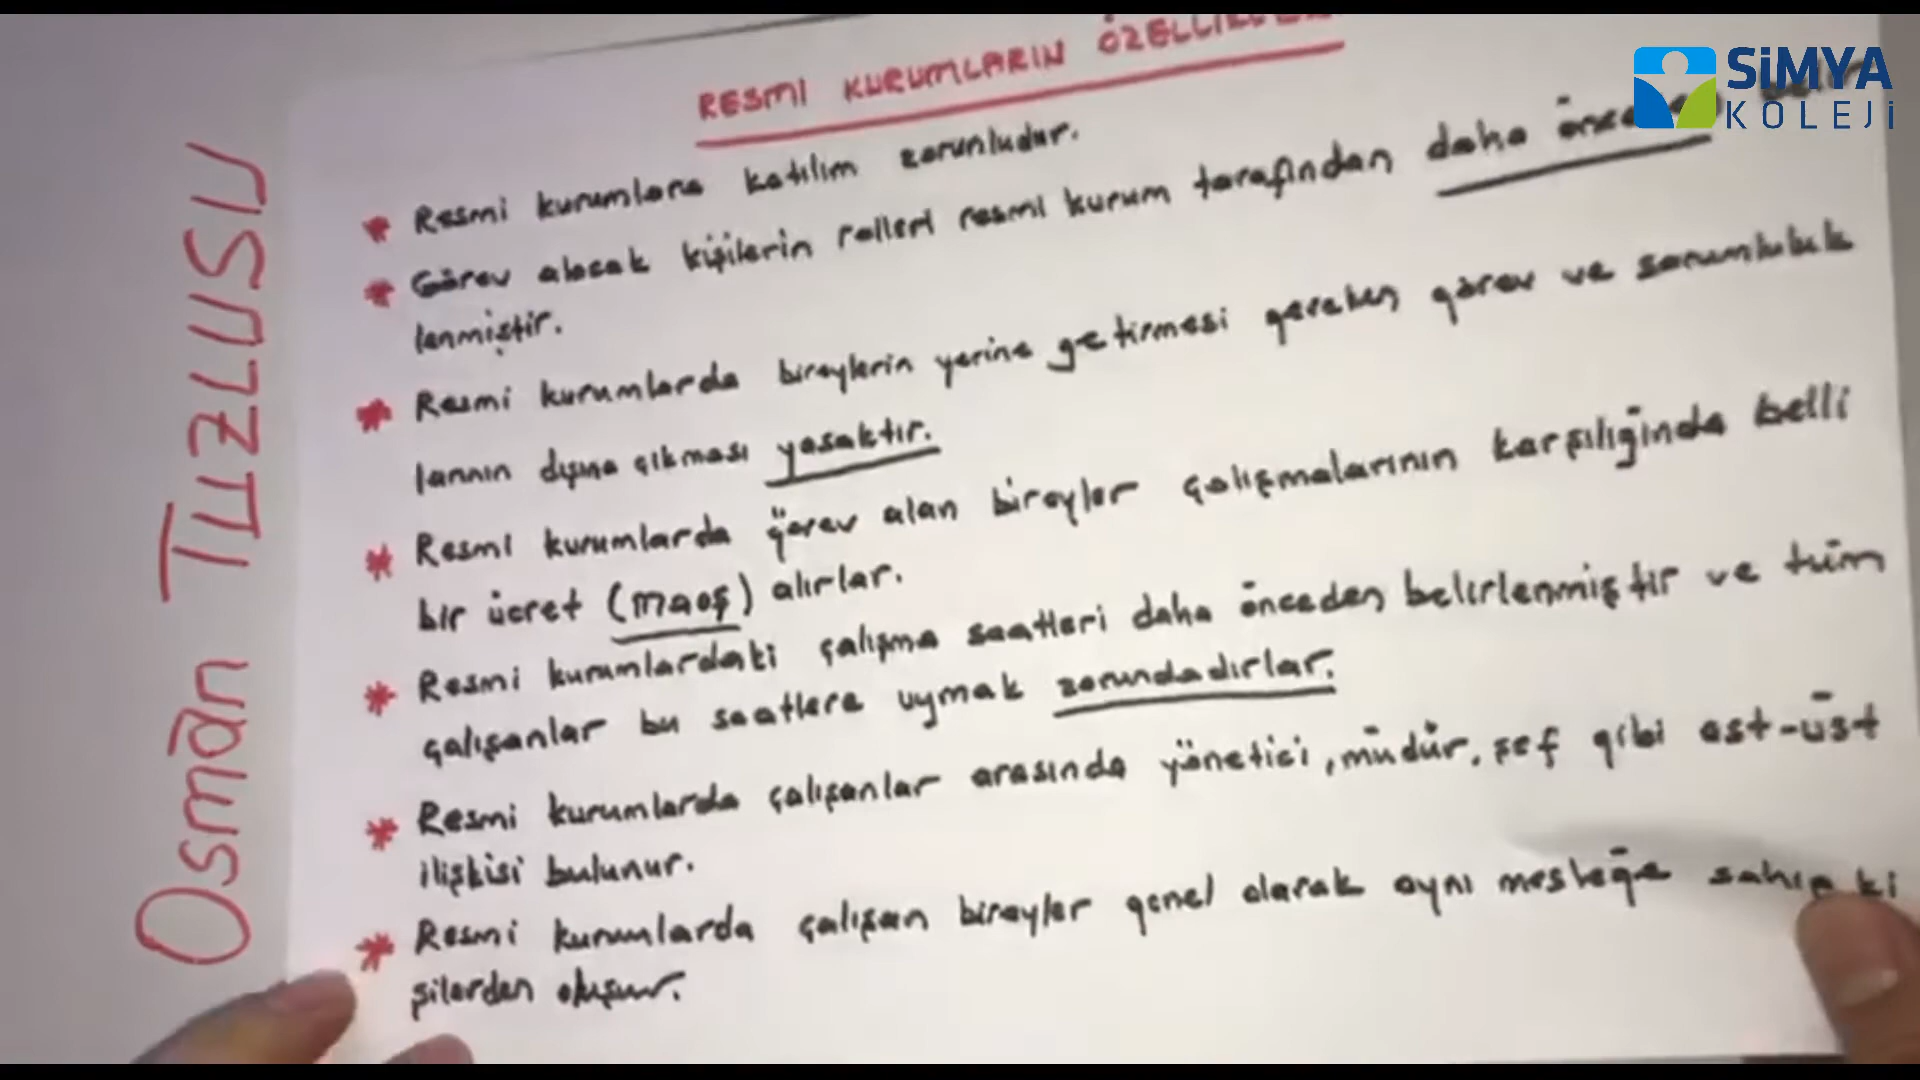 RESMİ KURUMLARIN
* Resmi kurumlara katılım zorunludur.
* Görev alacak kişilerin rolleri resmi kurum tarafından daha önceden belir
lenmiştir.
* Resmi kurumlarda bireylerin yerine getirmesi gereken görev ve sorumluluk
larının dışına çıkması yasaktır.
* Resmi kurumlarda görev alan bireyler çalışmalarının karşılığında belli
bir ücret (maaş) alırlar.
* Resmi kurumlardaki çalışma saatleri daha önceden belirlenmiştir ve tüm
çalışanlar bu saatlere uymak zorundadırlar.
* Resmi kurumlarda çalışanlar arasında yönetici, müdür, şef gibi ast-üst
ilişkisi bulunur.
* Resmi kurumlarda çalışan bireyler genel olarak aynı mesleğe sahip ki
şilerden oluşur.
Osman TUZLUSU
SİMYA
KOLEJİ